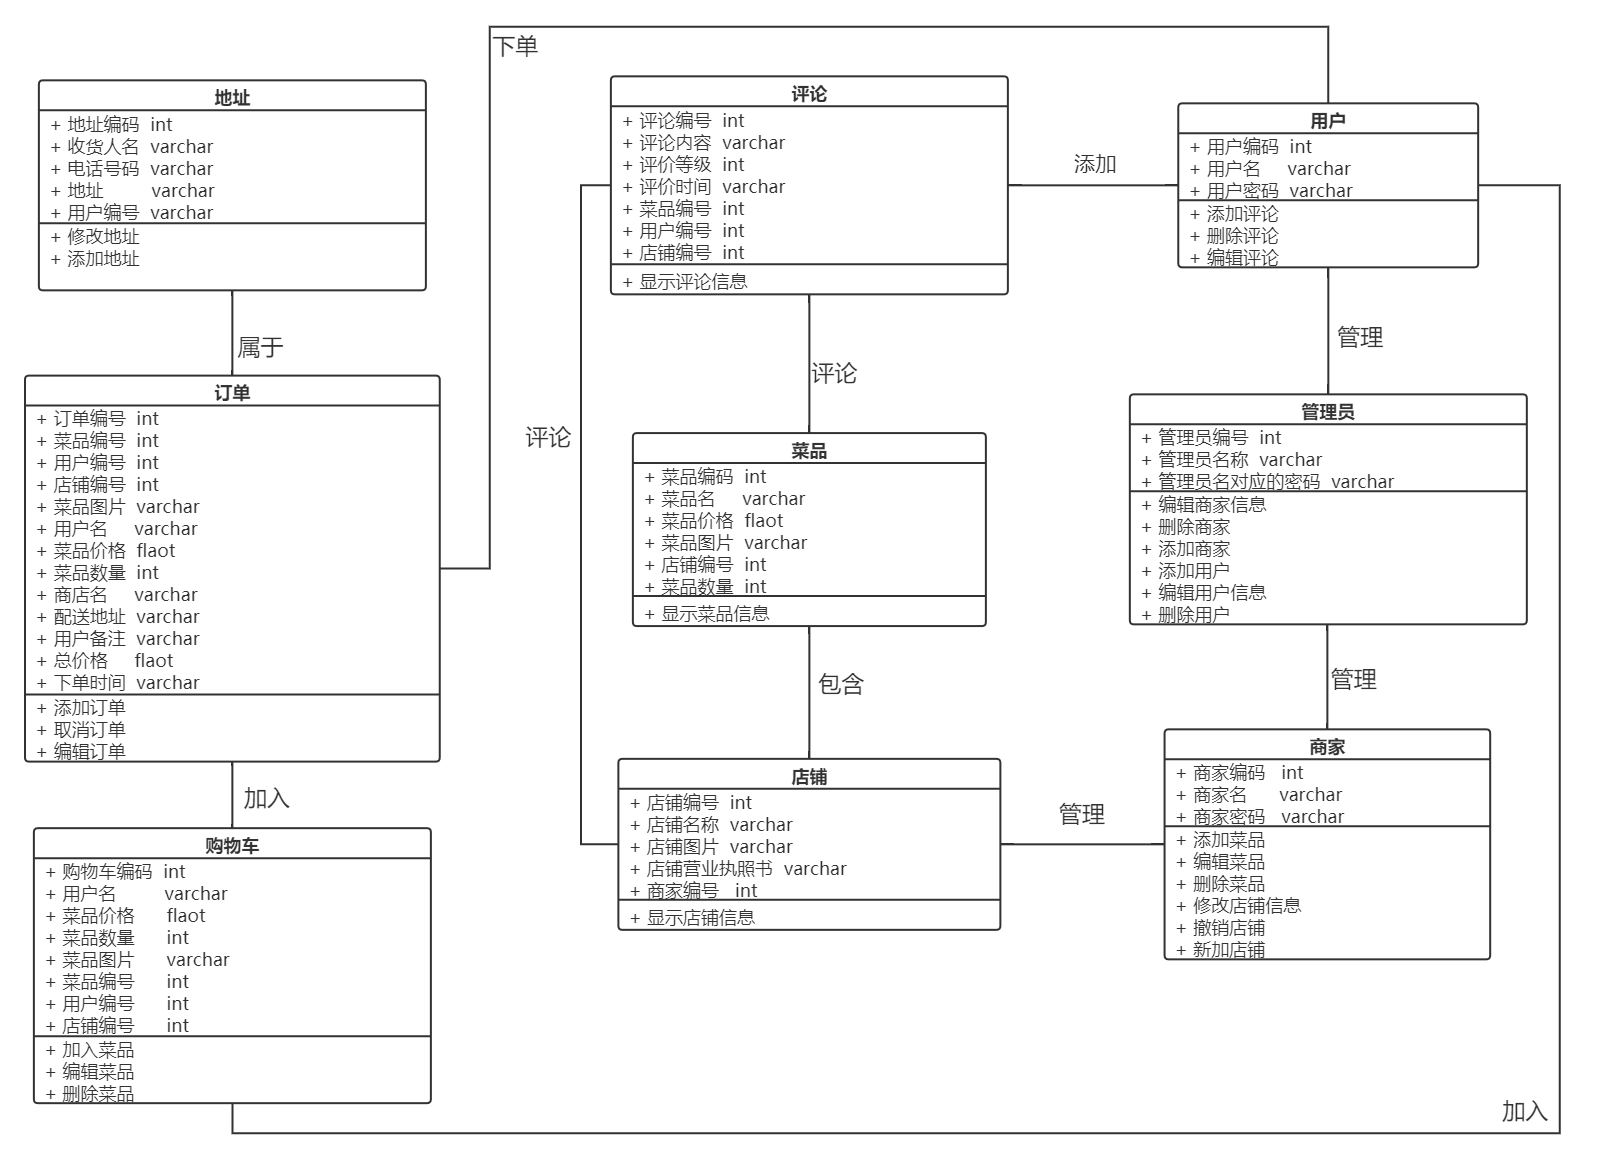 下单
地址
+ 地址编码 int
+ 收货人名 varchar
+ 电话号码 varchar
+ 地址 varchar
+ 用户编号 varchar
+ 修改地址
+ 添加地址
属于
订单
+ 订单编号 int
+ 菜品编号 int
+ 用户编号 int
+ 店铺编号 int
+ 菜品图片 varchar
+ 用户名 varchar
+ 菜品价格 flaot
+ 菜品数量 int
+ 商店名 varchar
+ 配送地址 varchar
+ 用户备注 varchar
+ 总价格 flaot
+ 下单时间 varchar
+ 添加订单
+ 取消订单
+ 编辑订单
加入
购物车
+ 购物车编码 int
+ 用户名 varchar
+ 菜品价格 flaot
+ 菜品数量 int
+ 菜品图片 varchar
+ 菜品编号 int
+ 用户编号 int
+ 店铺编号 int
+ 加入菜品
+ 编辑菜品
+ 删除菜品
评论
+ 评论编号 int
+ 评论内容 varchar
+ 评价等级 int
+ 评价时间 varchar
+ 菜品编号 int
+ 用户编号 int
+ 店铺编号 int
+ 显示评论信息
评论
评论
菜品
+ 菜品编码 int
+ 菜品名 varchar
+ 菜品价格 flaot
+ 菜品图片 varchar
+ 店铺编号 int
+ 菜品数量 int
+ 显示菜品信息
包含
店铺
+ 店铺编号 int
+ 店铺名称 varchar
+ 店铺图片 varchar
+ 店铺营业执照书 varchar
+ 商家编号 int
+ 显示店铺信息
添加
用户
+ 用户编码 int
+ 用户名 varchar
+ 用户密码 varchar
+ 添加评论
+ 删除评论
+ 编辑评论
管理
管理员
+ 管理员编号 int
+ 管理员名称 varchar
+ 管理员名对应的密码 varchar
+ 编辑商家信息
+ 删除商家
+ 添加商家
+ 添加用户
+ 编辑用户信息
+ 删除用户
管理
管理
商家
+ 商家编码 int
+ 商家名 varchar
+ 商家密码 varchar
+ 添加菜品
+ 编辑菜品
+ 删除菜品
+ 修改店铺信息
+ 撤销店铺
+ 新加店铺
加入